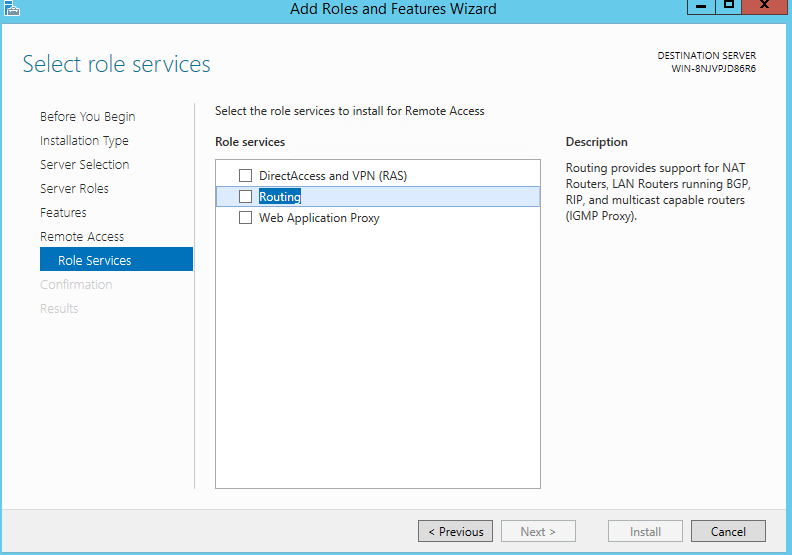 Add Roles and Features Wizard
Select role services
DESTINATION SERVER
WIN-8NJVPJD86R6
Before You Begin
Installation Type
Server Selection
Server Roles
Features
Remote Access
Role Services
Confirmation
Results
Select the role services to install for Remote Access
Role services
DirectAccess and VPN (RAS)
Routing
Web Application Proxy
Description
Routing provides support for NAT
Routers, LAN Routers running BGP,
RIP, and multicast capable routers
(IGMP Proxy).
< Previous
Next >
Install
Cancel